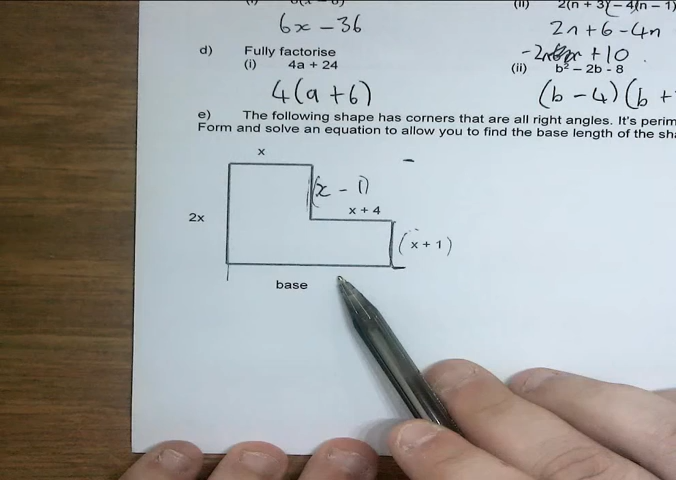 (ii) 2(n + 3) – 4(n – 1)
6x – 36
2n + 6 – 4n
+10
d) Fully factorise
(i) 4a + 24
(ii) b² – 2b - 8
4(a + 6)
(b – 4)(b +
e) The following shape has corners that are all right angles. It's
Form and solve an equation to allow you to find the base length of the
x
(x – 1)
x + 4
2x
(x + 1)
base